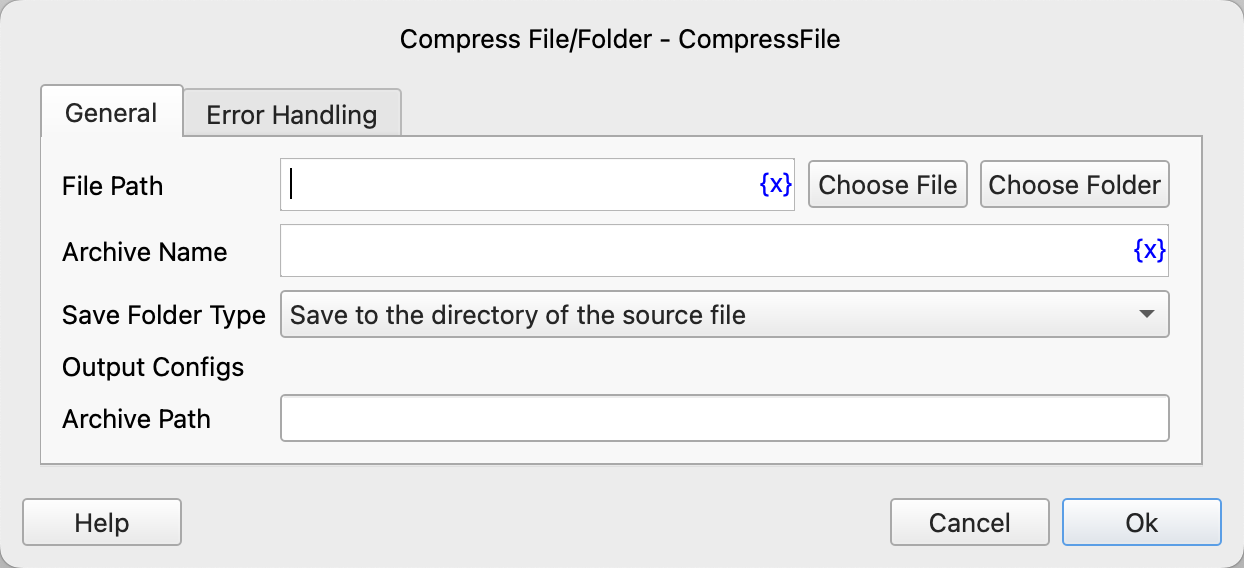 Compress File/Folder - CompressFile
General Error Handling
File Path {x} Choose File Choose Folder
Archive Name {x}
Save Folder Type Save to the directory of the source file
Output Configs
Archive Path
Help Cancel Ok